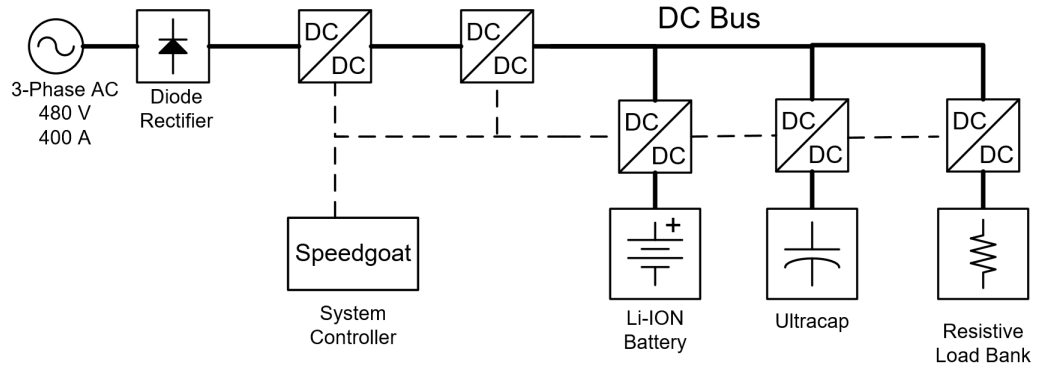 DC Bus
DC
DC
DC
DC
3-Phase AC
480 V
400 A
Diode
Rectifier
DC
DC
DC
DC
DC
DC
Speedgoat
+
System
Controller
Li-ION
Battery
Ultracap
Resistive
Load Bank